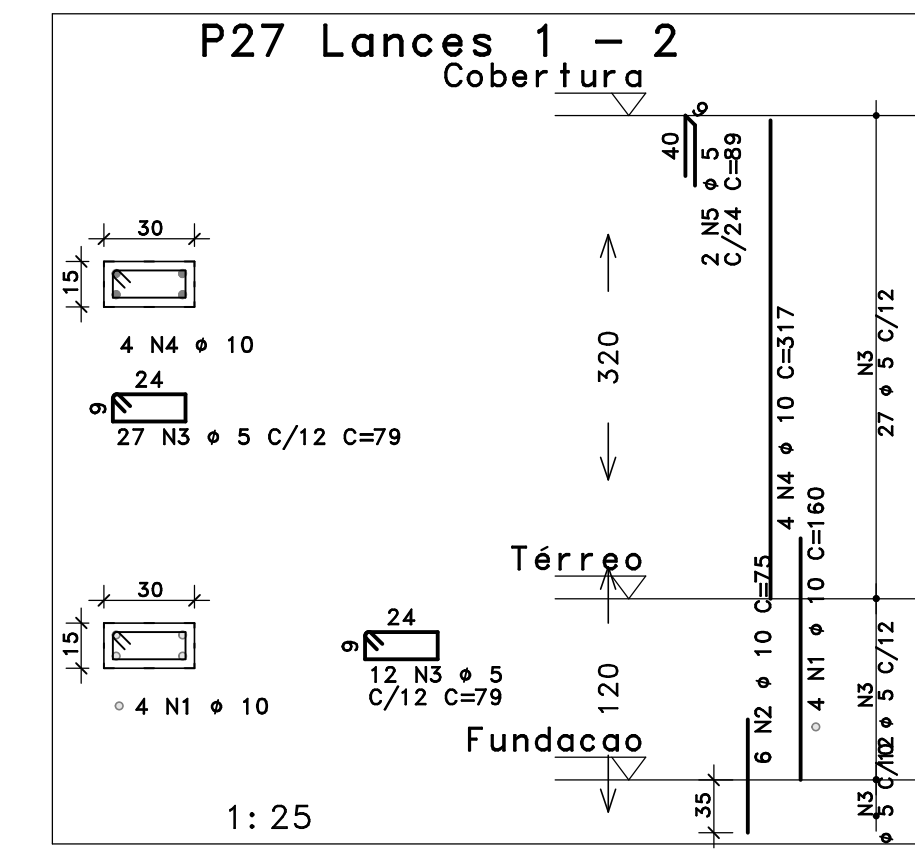 P27 Lances 1 - 2
Cobertura
40
6
2 N5 ø 5
C/24 C=89
30
15
4 N4 ø 10
24
9
27 N3 ø 5 C/12 C=79
320
4 N4 ø 10 C=317
N3
27 ø 5 C/12
Térreo
30
15
4 N1 ø 10
24
9
12 N3 ø 5
C/12 C=79
120
6 N2 ø 10 C=75
4 N1 ø 10 C=160
N3
ø 5 C/12
Fundacao
35
N3
ø 5
1:25